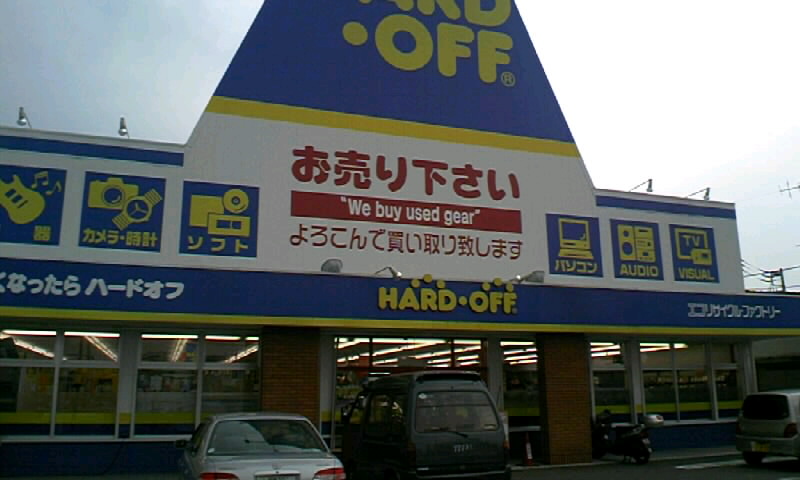 HARD
・OFF®
お売り下さい
"We buy used gear"
よろこんで買い取り致します
器
カメラ・時計
ソフト
パソコン
AUDIO
TV
VISUAL
くなったら ハードオフ
HARD・OFF
エコリサイクル・ファクトリー